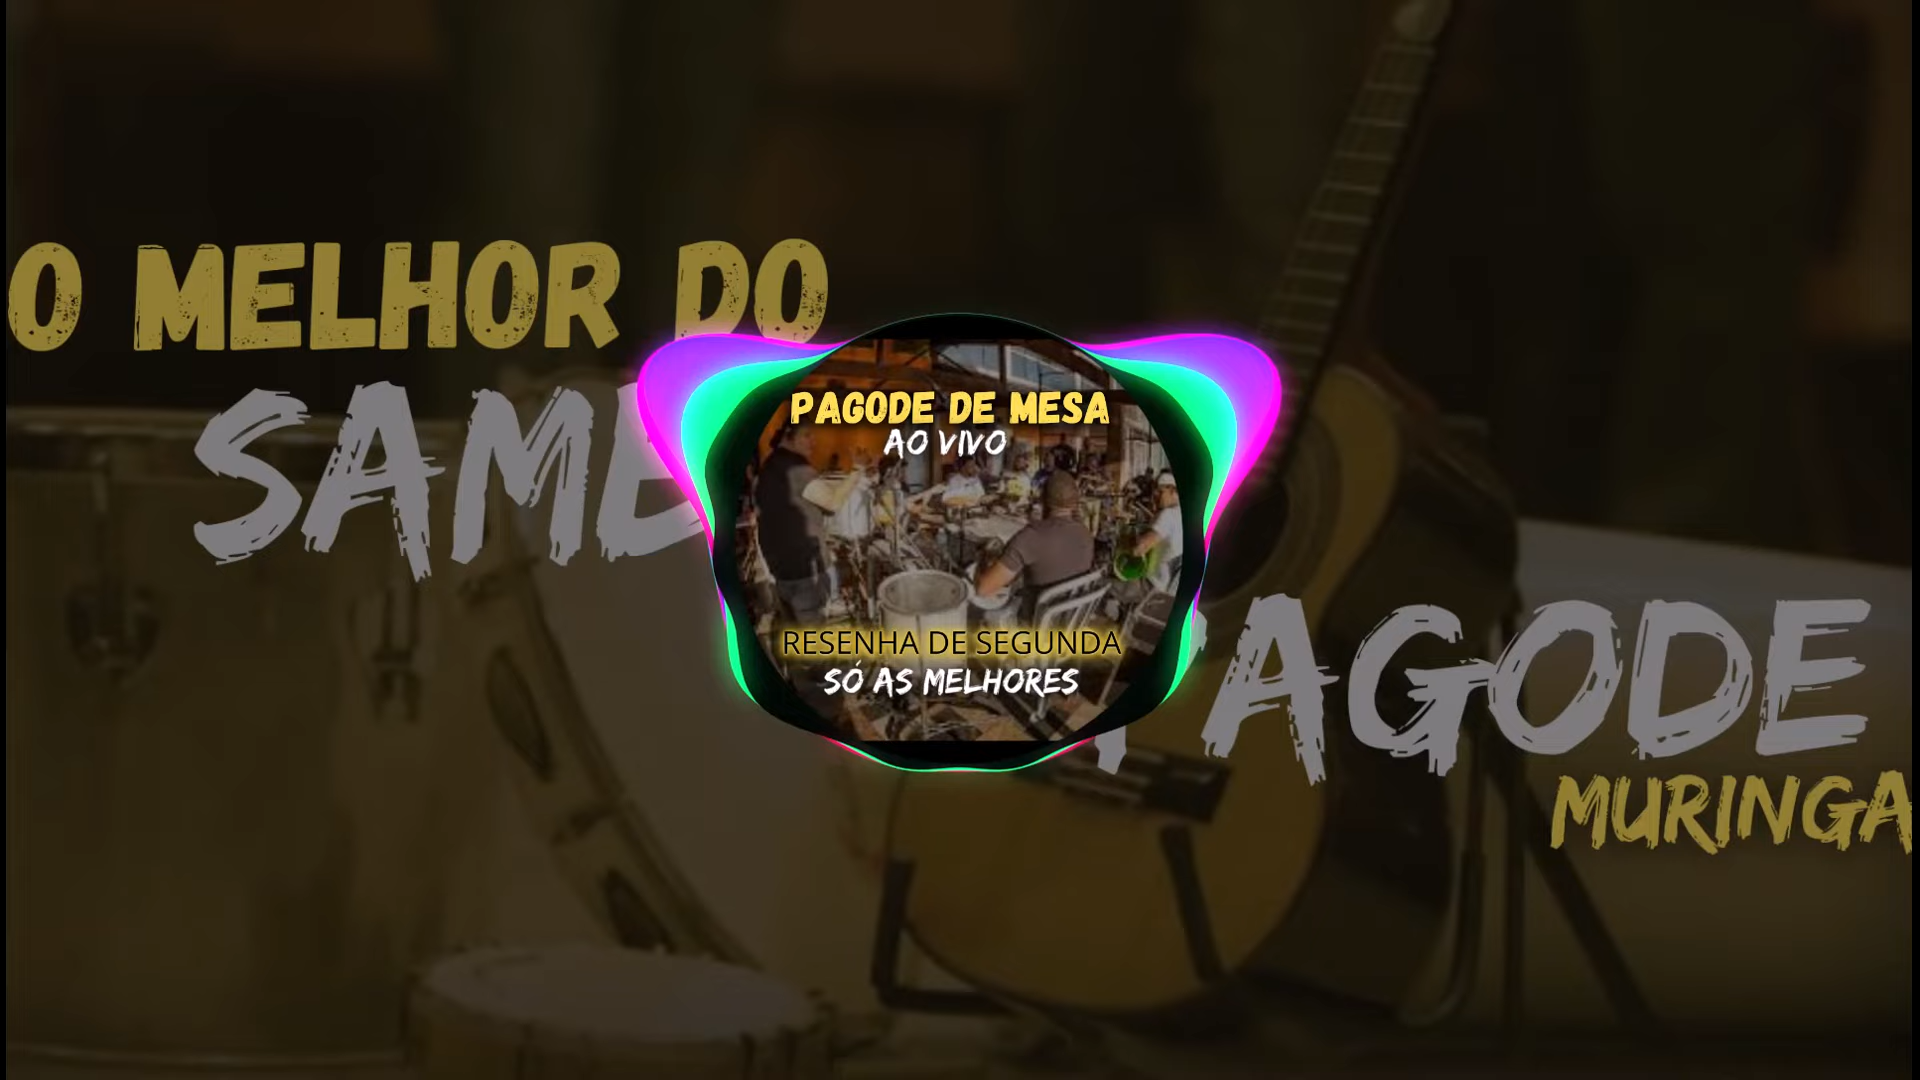 O MELHOR DO
SAMB
PAGODE DE MESA
AO VIVO
RESENHA DE SEGUNDA
SÓ AS MELHORES
PAGODE
MURINGA